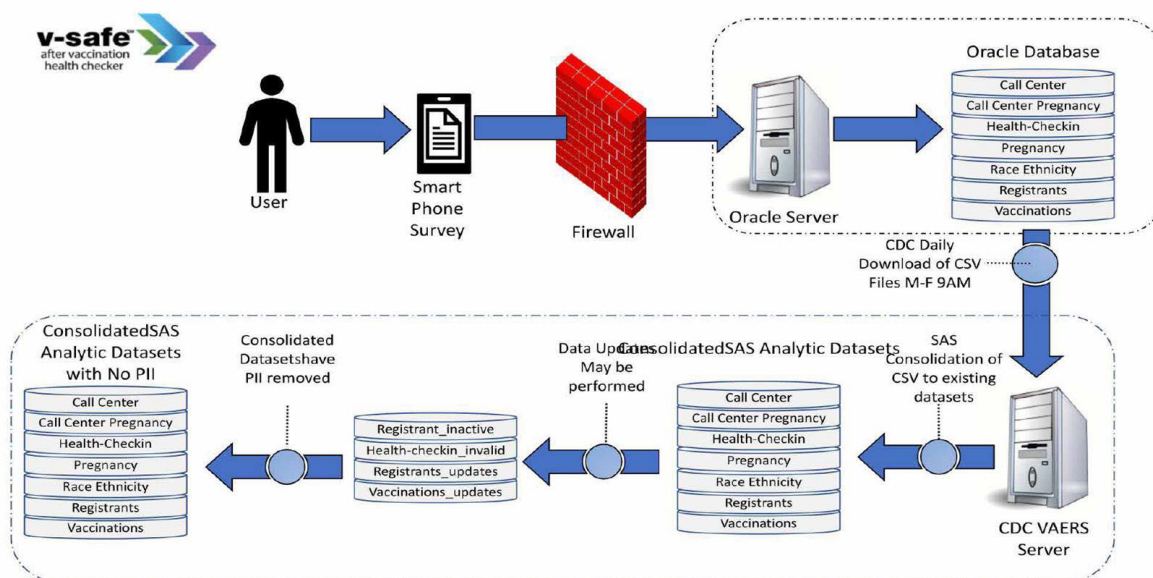 v-safe℠
after vaccination
health checker
User
Smart
Phone
Survey
Firewall
Oracle Server
Oracle Database
Call Center
Call Center Pregnancy
Health-Checkin
Pregnancy
Race Ethnicity
Registrants
Vaccinations
CDC Daily
Download of CSV
Files M-F 9AM
ConsolidatedSAS
Analytic Datasets
with No PII
Call Center
Call Center Pregnancy
Health-Checkin
Pregnancy
Race Ethnicity
Registrants
Vaccinations
Consolidated
Datasetshave
PII removed
Registrant_inactive
Health-checkin_invalid
Registrants_updates
Vaccinations_updates
Data Updates
May be
performed
ConsolidatedSAS Analytic Datasets
Call Center
Call Center Pregnancy
Health-Checkin
Pregnancy
Race Ethnicity
Registrants
Vaccinations
SAS
Consolidation of
CSV to existing
datasets
CDC VAERS
Server